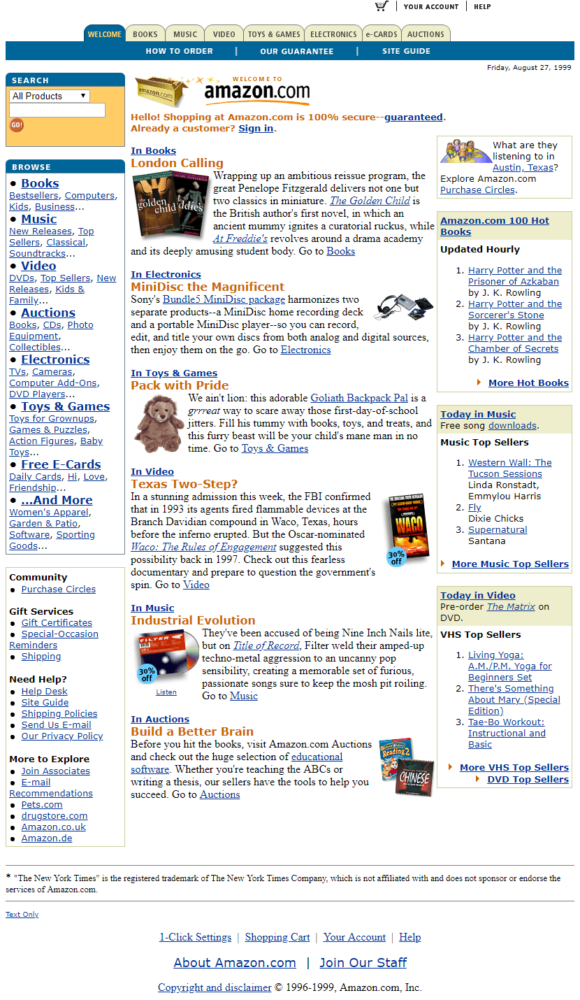 YOUR ACCOUNT
HELP
WELCOME
BOOKS
MUSIC
VIDEO
TOYS & GAMES
ELECTRONICS
e-CARDS
AUCTIONS
HOW TO ORDER
OUR GUARANTEE
SITE GUIDE
Friday, August 27, 1999
SEARCH
All Products
GO!
BROWSE
Books
Bestsellers, Computers,
Kids, Business...
Music
New Releases, Top
Sellers, Classical,
Soundtracks...
Video
DVDs, Top Sellers, New
Releases, Kids &
Family...
Auctions
Books, CDs, Photo
Equipment,
Collectibles...
Electronics
TVs, Cameras,
Computer Add-Ons,
DVD Players...
Toys & Games
Toys for Grownups,
Games & Puzzles,
Action Figures, Baby
Toys...
Free E-Cards
Daily Cards, Hi, Love,
Friendship...
...And More
Women's Apparel,
Garden & Patio,
Software, Sporting
Goods...
Community
Purchase Circles
Gift Services
Gift Certificates
Special-Occasion
Reminders
Shipping
Need Help?
Help Desk
Site Guide
Shipping Policies
Send Us E-mail
Our Privacy Policy
More to Explore
Join Associates
E-mail
Recommendations
Pets.com
drugstore.com
Amazon.co.uk
Amazon.de
amazon.com
WELCOME TO
amazon.com
Hello! Shopping at Amazon.com is 100% secure--guaranteed.
Already a customer? Sign in.
In Books
London Calling
PENELOPE FITZGERALD
the golden child
Wrapping up an ambitious reissue program, the
great Penelope Fitzgerald delivers not one but
two classics in miniature. The Golden Child is
the British author's first novel, in which an
ancient mummy ignites a curatorial ruckus, while
At Freddie's revolves around a drama academy
and its deeply amusing student body. Go to Books
In Electronics
MiniDisc the Magnificent
Sony's Bundle5 MiniDisc package harmonizes two
separate products--a MiniDisc home recording deck
and a portable MiniDisc player--so you can record,
edit, and title your own discs from both analog and digital sources,
then enjoy them on the go. Go to Electronics
In Toys & Games
Pack with Pride
We ain't lion: this adorable Goliath Backpack Pal is a
grrreat way to scare away those first-day-of-school
jitters. Fill his tummy with books, toys, and treats, and
this furry beast will be your child's mane man in no
time. Go to Toys & Games
In Video
Texas Two-Step?
In a stunning admission this week, the FBI confirmed
that in 1993 its agents fired flammable devices at the
Branch Davidian compound in Waco, Texas, hours
before the inferno erupted. But the Oscar-nominated
Waco: The Rules of Engagement suggested this
possibility back in 1997. Check out this fearless
documentary and prepare to question the government's
spin. Go to Video
WACO
30%
off
In Music
Industrial Evolution
FILTER
30%
off
Listen
They've been accused of being Nine Inch Nails lite,
but on Title of Record, Filter weld their amped-up
techno-metal aggression to an uncanny pop
sensibility, creating a memorable set of furious,
passionate songs sure to keep the mosh pit roiling.
Go to Music
In Auctions
Build a Better Brain
Before you hit the books, visit Amazon.com Auctions
and check out the huge selection of educational
software. Whether you're teaching the ABCs or
writing a thesis, our sellers have the tools to help you
succeed. Go to Auctions
Reading 2
CHINESE
What are they
listening to in
Austin, Texas?
Explore Amazon.com
Purchase Circles.
Amazon.com 100 Hot
Books
Updated Hourly
1. Harry Potter and the
Prisoner of Azkaban
by J. K. Rowling
2. Harry Potter and the
Sorcerer's Stone
by J. K. Rowling
3. Harry Potter and the
Chamber of Secrets
by J. K. Rowling
More Hot Books
Today in Music
Free song downloads.
Music Top Sellers
1. Western Wall: The
Tucson Sessions
Linda Ronstadt,
Emmylou Harris
2. Fly
Dixie Chicks
3. Supernatural
Santana
More Music Top Sellers
Today in Video
Pre-order The Matrix on
DVD.
VHS Top Sellers
1. Living Yoga:
A.M./P.M. Yoga for
Beginners Set
2. There's Something
About Mary (Special
Edition)
3. Tae-Bo Workout:
Instructional and
Basic
More VHS Top Sellers
DVD Top Sellers
* "The New York Times" is the registered trademark of The New York Times Company, which is not affiliated with and does not sponsor or endorse the
services of Amazon.com.
Text Only
1-Click Settings | Shopping Cart | Your Account | Help
About Amazon.com | Join Our Staff
Copyright and disclaimer © 1996-1999, Amazon.com, Inc.